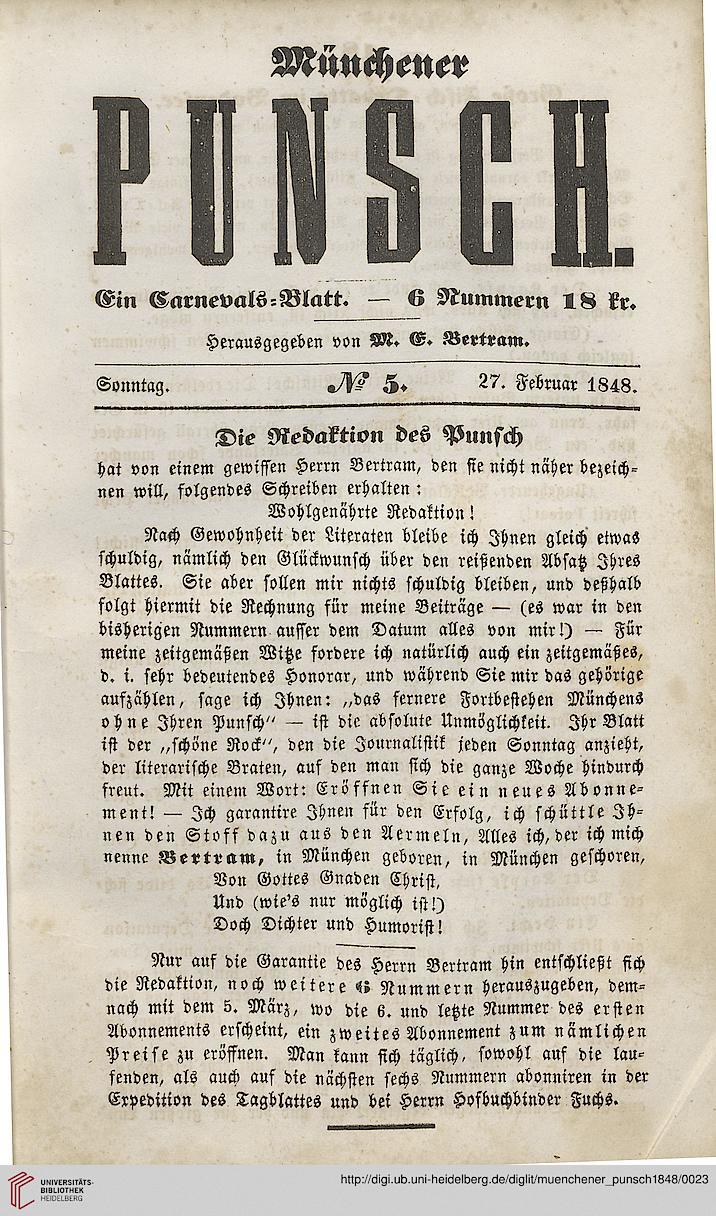 Münchener
PUNSCH.
Ein Carnevals-Blatt. — 6 Nummern 18 kr.
Herausgegeben von M. E. Bertram.
Sonntag. № 5. 27. Februar 1848.
Die Redaktion des Punsch
hat von einem gewissen Herrn Bertram, den sie nicht näher bezeich-
nen will, folgendes Schreiben erhalten:
Wohlgenährte Redaktion!
Nach Gewohnheit der Literaten bleibe ich Ihnen gleich etwas
schuldig, nämlich den Glückwunsch über den reißenden Absatz Ihres
Blattes. Sie aber sollen mir nichts schuldig bleiben, und deßhalb
folgt hiermit die Rechnung für meine Beiträge — (es war in den
bisherigen Nummern ausser dem Datum alles von mir!) — Für
meine zeitgemäßen Witze fordere ich natürlich auch ein zeitgemäßes,
d. i. sehr bedeutendes Honorar, und während Sie mir das gehörige
aufzählen, sage ich Ihnen: „das fernere Fortbestehen Münchens
ohne Ihren Punsch" — ist die absolute Unmöglichkeit. Ihr Blatt
ist der „schöne Rock", den die Journalistik jeden Sonntag anzieht,
der literarische Braten, auf den man sich die ganze Woche hindurch
freut. Mit einem Wort: Eröffnen Sie ein neues Abonne-
ment! — Ich garantire Ihnen für den Erfolg, ich schüttle Ih-
nen den Stoff dazu aus den Aermeln, Alles ich, der ich mich
nenne Bertram, in München geboren, in München geschoren,
Von Gottes Gnaden Christ,
Und (wie's nur möglich ist!)
Doch Dichter und Humorist!
Nur auf die Garantie des Herrn Bertram hin entschließt sich
die Redaktion, noch weitere 6 Nummern herauszugeben, dem-
nach mit dem 5. März, wo die 6. und letzte Nummer des ersten
Abonnements erscheint, ein zweites Abonnement zum nämlichen
Preise zu eröffnen. Man kann sich täglich, sowohl auf die lau-
fenden, als auch auf die nächsten sechs Nummern abonniren in der
Expedition des Tagblattes und bei Herrn Hofbuchbinder Fuchs.
UNIVERSITÄTS-
BIBLIOTHEK
HEIDELBERG
http://digi.ub.uni-heidelberg.de/diglit/muenchener_punsch1848/0023